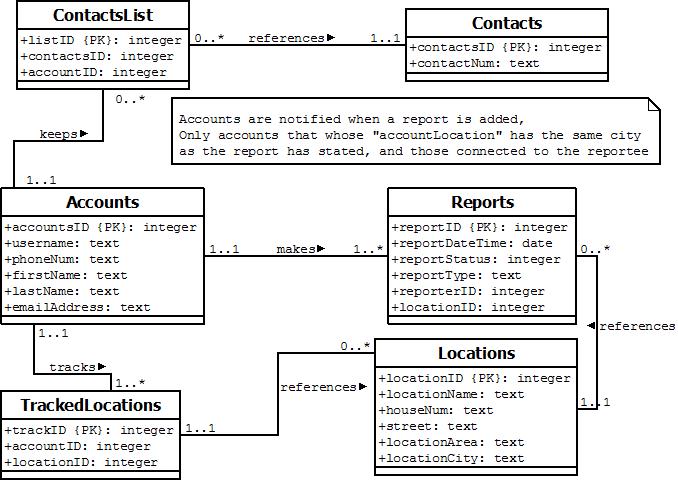 ContactsList
+listID {PK}: integer
+contactsID: integer
+accountID: integer
0..*
references
1..1
Contacts
+contactsID {PK}: integer
+contactNum: text
0..*
keeps
1..1
Accounts are notified when a report is added,
Only accounts that whose "accountLocation" has the same city
as the report has stated, and those connected to the reportee
Accounts
+accountsID {PK}: integer
+username: text
+phoneNum: text
+firstName: text
+lastName: text
+emailAddress: text
1..1
makes
1..*
Reports
+reportID {PK}: integer
+reportDateTime: date
+reportStatus: integer
+reportType: text
+reporterID: integer
+locationID: integer
0..*
references
1..1
1..1
tracks
1..*
TrackedLocations
+trackID {PK}: integer
+accountID: integer
+locationID: integer
1..1
references
0..*
Locations
+locationID {PK}: integer
+locationName: text
+houseNum: text
+street: text
+locationArea: text
+locationCity: text